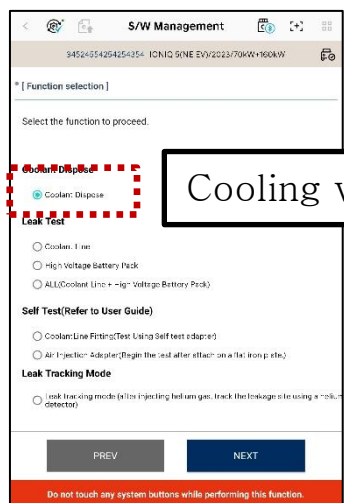 S/W Management
34524554254254354 IONIQ 5(NE EV)/2023/70kW+160kW
* [ Function selection ]
Select the function to proceed.
Coolant Dispose
Coolant Dispose
Cooling
Leak Test
Coolant Line
High Voltage Battery Pack
ALL(Coolant Line + High Voltage Battery Pack)
Self Test(Refer to User Guide)
Coolant Line Fitting(Test Using Self test adapter)
Air Injection Adapter(Begin the test after attach on a flat iron plate.)
Leak Tracking Mode
Leak tracking mode (after injecting helium gas, track the leakage site using a helium
detector)
PREV
NEXT
Do not touch any system buttons while performing this function.